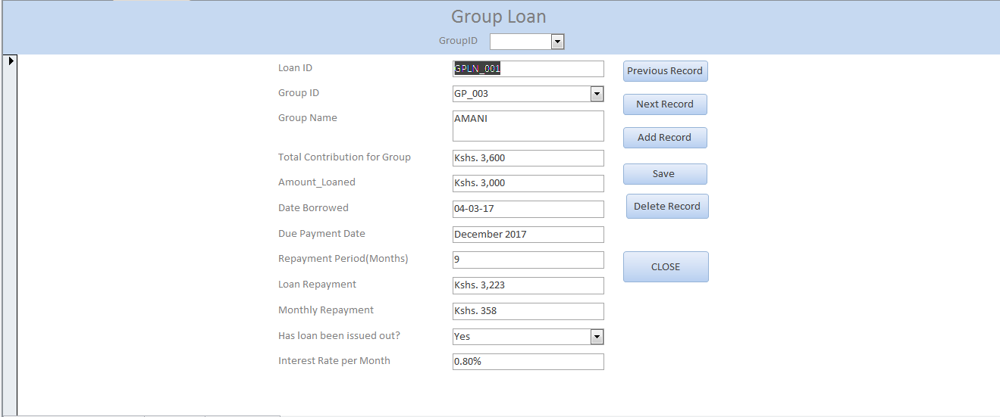 Group Loan
GroupID
Loan ID GPLN_001 Previous Record
Group ID GP_003 Next Record
Group Name AMANI
Add Record
Total Contribution for Group Kshs. 3,600
Save
Amount_Loaned Kshs. 3,000
Date Borrowed 04-03-17 Delete Record
Due Payment Date December 2017
Repayment Period(Months) 9
CLOSE
Loan Repayment Kshs. 3,223
Monthly Repayment Kshs. 358
Has loan been issued out? Yes
Interest Rate per Month 0.80%